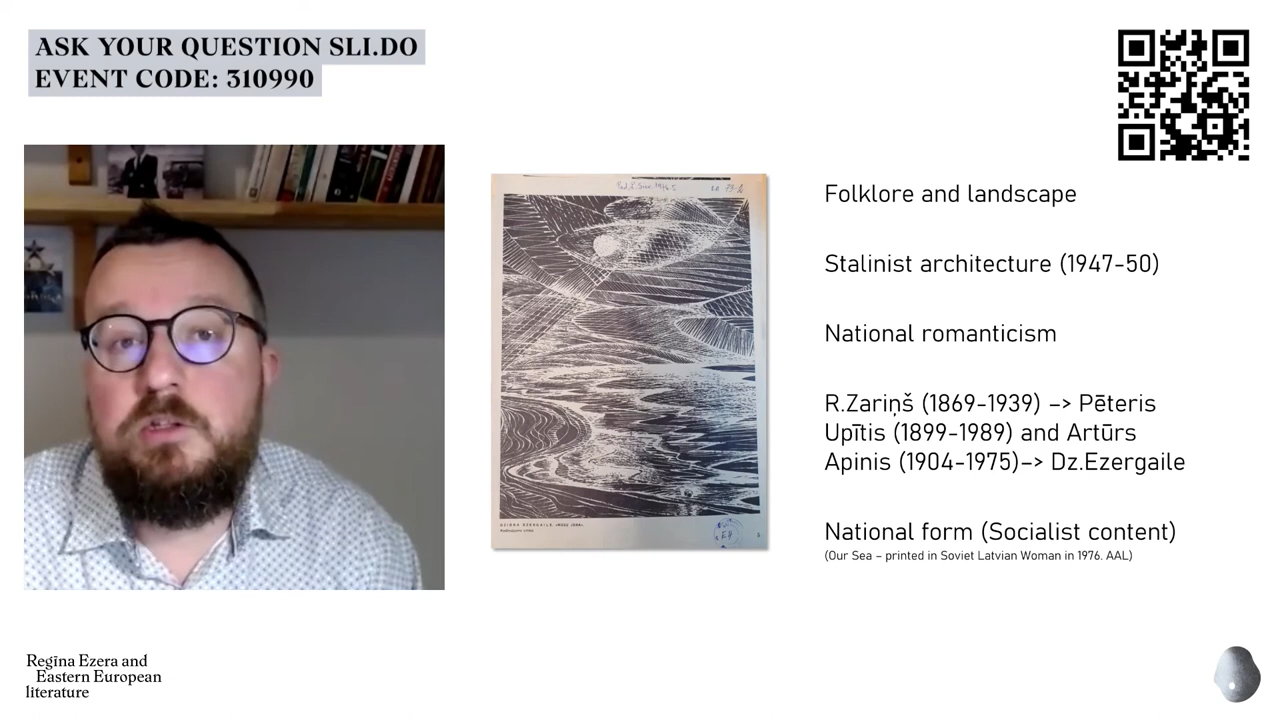 ASK YOUR QUESTION SLI.DO
EVENT CODE: 310990
Folklore and landscape
Stalinist architecture (1947-50)
National romanticism
R.Zariņš (1869-1939) –> Pēteris
Upītis (1899-1989) and Artūrs
Apinis (1904-1975)–> Dz.Ezergaile
National form (Socialist content)
(Our Sea – printed in Soviet Latvian Woman in 1976. AAL)
Regīna Ezera and
Eastern European
literature